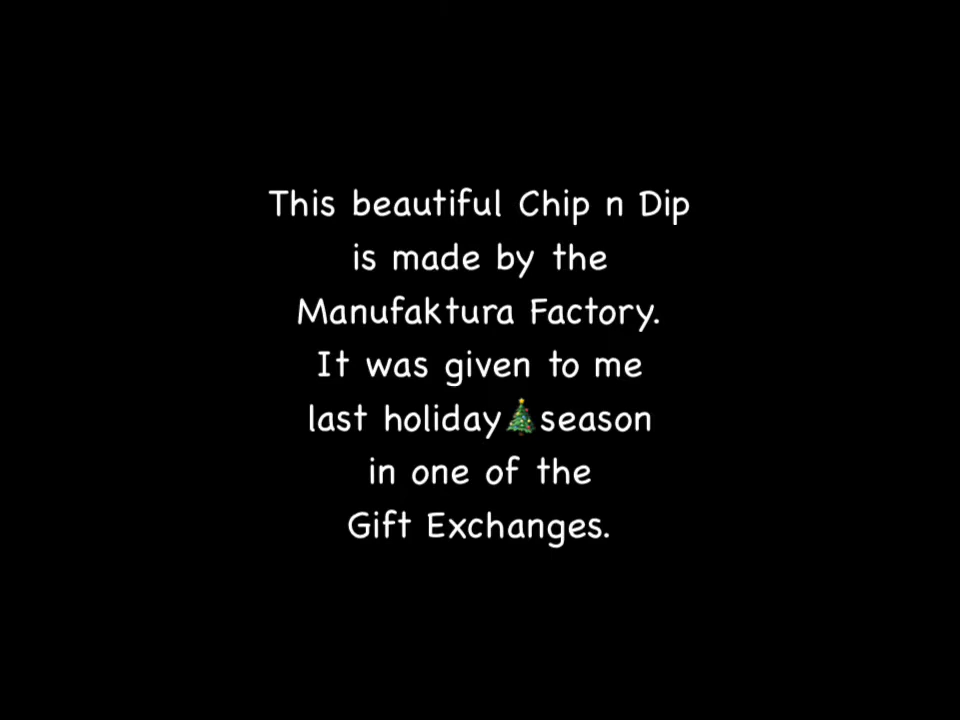 This beautiful Chip n Dip
is made by the
Manufaktura Factory.
It was given to me
last holiday🎄season
in one of the
Gift Exchanges.